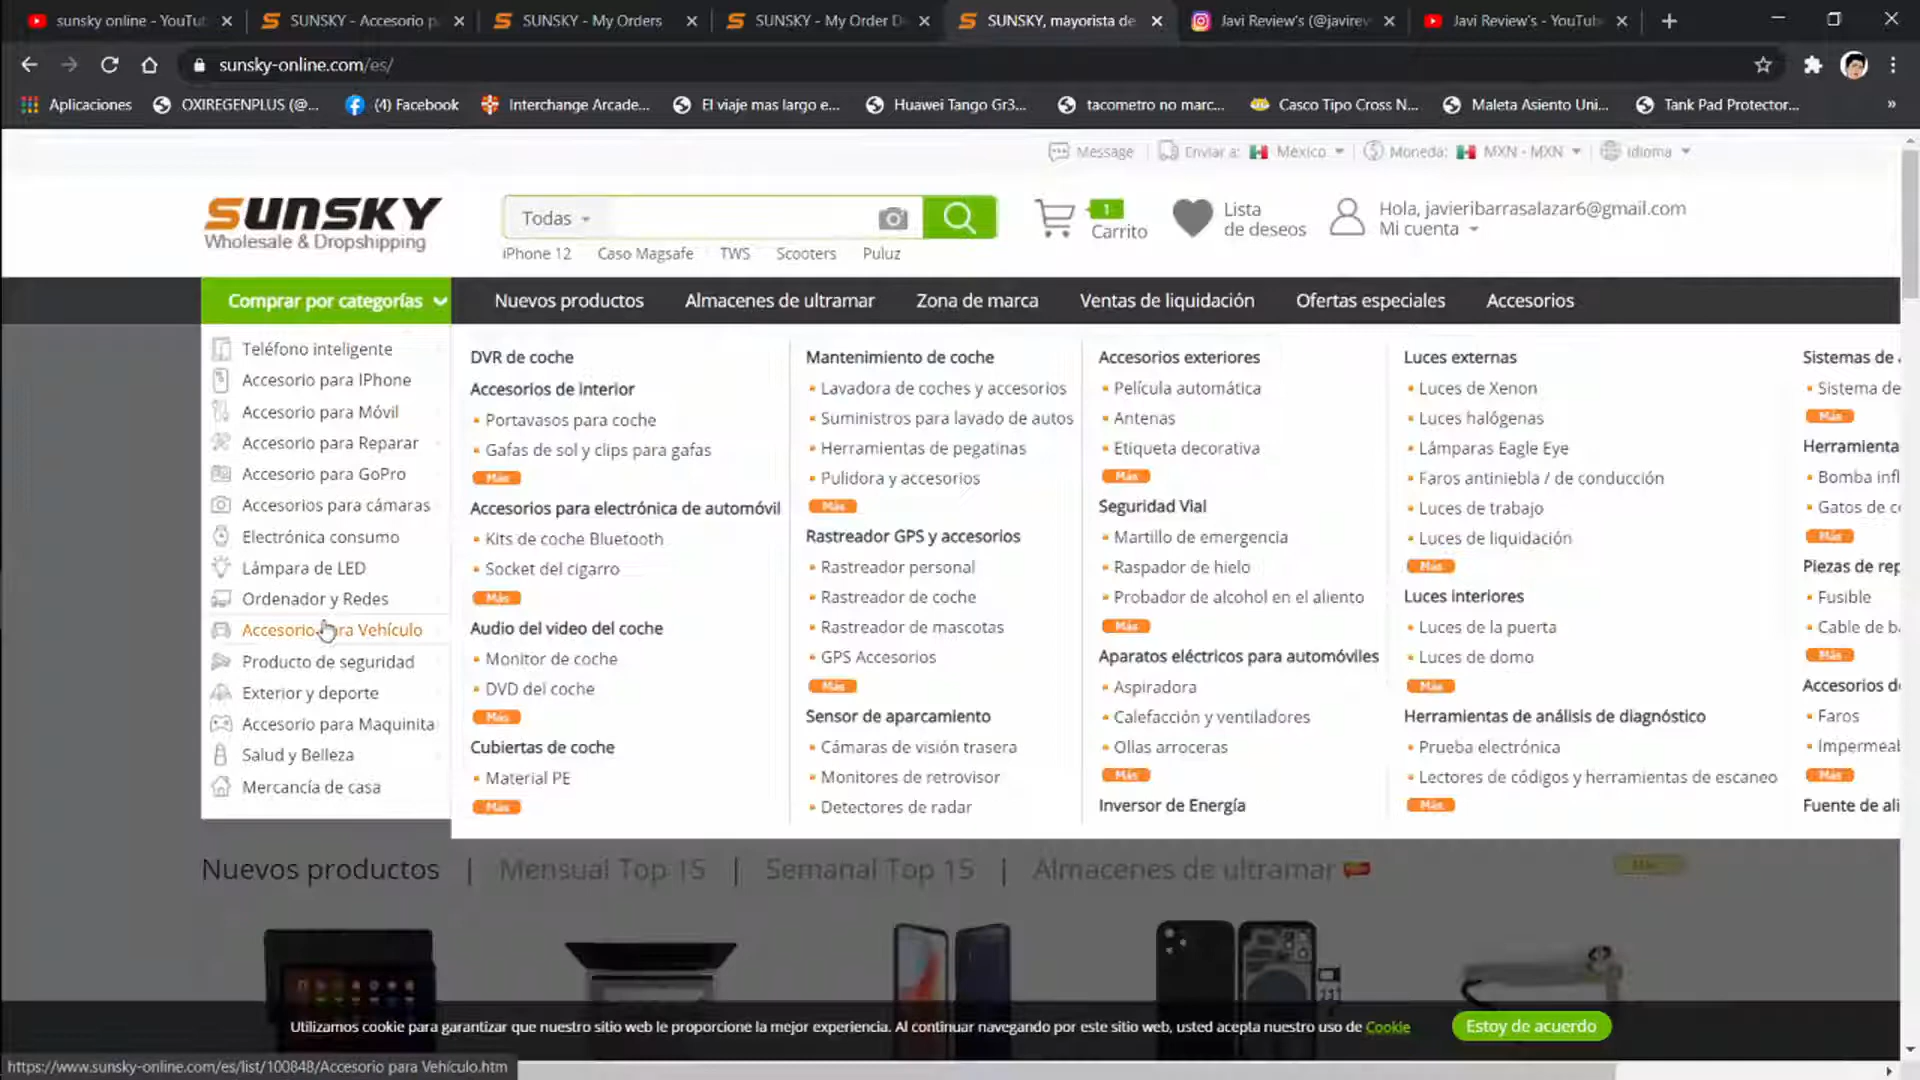 sunsky online - YouTu
SUNSKY - Accesorio p
SUNSKY - My Orders
SUNSKY - My Order D
SUNSKY, mayorista de
Javi Review's (@javirev
Javi Review's - YouTub
sunsky-online.com/es/
Aplicaciones
OXIREGENPLUS (@...
(4) Facebook
Interchange Arcade...
El viaje mas largo e...
Huawei Tango Gr3...
tacometro no marc...
Casco Tipo Cross N...
Maleta Asiento Uni...
Tank Pad Protector...
»
Message
Enviar a:
Mexico
Moneda:
MXN - MXN
Idioma
SUNSKY
Wholesale & Dropshipping
Todas
1
Carrito
Lista
de deseos
Hola, javieribarrasalazar6@gmail.com
Mi cuenta
iPhone 12
Caso Magsafe
TWS
Scooters
Puluz
Comprar por categorías
Nuevos productos
Almacenes de ultramar
Zona de marca
Ventas de liquidación
Ofertas especiales
Accesorios
Teléfono inteligente
Accesorio para IPhone
Accesorio para Móvil
Accesorio para Reparar
Accesorio para GoPro
Accesorios para cámaras
Electrónica consumo
Lámpara de LED
Ordenador y Redes
Accesorio para Vehículo
Producto de seguridad
Exterior y deporte
Accesorio para Maquinita
Salud y Belleza
Mercancía de casa
DVR de coche
Accesorios de interior
Portavasos para coche
Gafas de sol y clips para gafas
Más
Accesorios para electrónica de automóvil
Kits de coche Bluetooth
Socket del cigarro
Más
Audio del video del coche
Monitor de coche
DVD del coche
Más
Cubiertas de coche
Material PE
Más
Mantenimiento de coche
Lavadora de coches y accesorios
Suministros para lavado de autos
Herramientas de pegatinas
Pulidora y accesorios
Más
Rastreador GPS y accesorios
Rastreador personal
Rastreador de coche
Rastreador de mascotas
GPS Accesorios
Más
Sensor de aparcamiento
Cámaras de visión trasera
Monitores de retrovisor
Detectores de radar
Accesorios exteriores
Película automática
Antenas
Etiqueta decorativa
Más
Seguridad Vial
Martillo de emergencia
Raspador de hielo
Probador de alcohol en el aliento
Más
Aparatos eléctricos para automóviles
Aspiradora
Calefacción y ventiladores
Ollas arroceras
Más
Inversor de Energía
Luces externas
Luces de Xenon
Luces halógenas
Lámparas Eagle Eye
Faros antiniebla / de conducción
Luces de trabajo
Luces de liquidación
Más
Luces interiores
Luces de la puerta
Luces de domo
Más
Herramientas de análisis de diagnóstico
Prueba electrónica
Lectores de códigos y herramientas de escaneo
Más
Sistemas de
Sistema de
Más
Herramienta
Bomba infl
Gatos de c
Más
Piezas de rep
Fusible
Cable de b
Más
Accesorios d
Faros
Impermeal
Más
Fuente de ali
Nuevos productos | Mensual Top 15 | Semanal Top 15 | Almacenes de ultramar
Más
Utilizamos cookie para garantizar que nuestro sitio web le proporcione la mejor experiencia. Al continuar navegando por este sitio web, usted acepta nuestro uso de Cookie
Estoy de acuerdo
https://www.sunsky-online.com/es/list/100848/Accesorio para Vehículo.htm